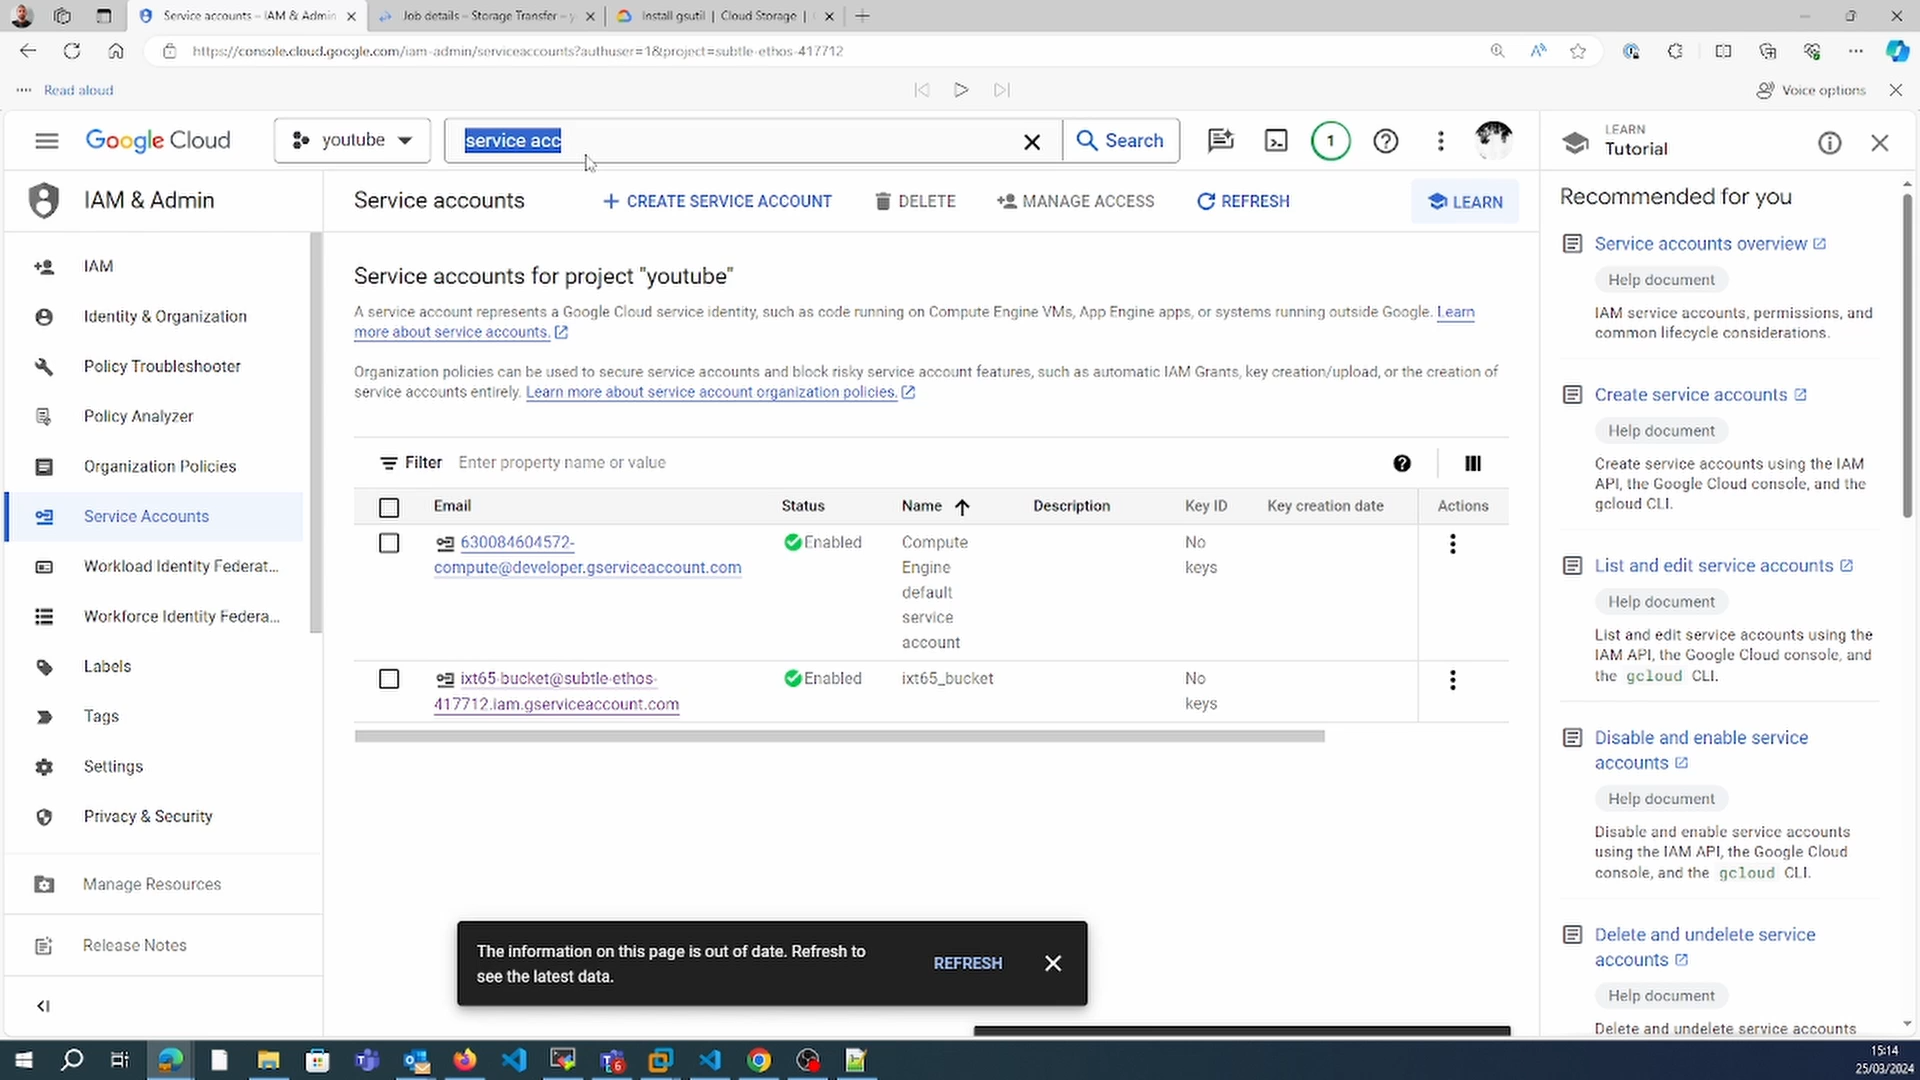 Service accounts – IAM & Admin
Job details – Storage Transfer – y
Install gsutil | Cloud Storage |
https://console.cloud.google.com/iam-admin/serviceaccounts?authuser=1&project=subtle-ethos-417712
Read aloud
Voice options
Google Cloud
youtube
service acc
Search
1
LEARN
Tutorial
IAM & Admin
Service accounts
CREATE SERVICE ACCOUNT
DELETE
MANAGE ACCESS
REFRESH
LEARN
IAM
Identity & Organization
Policy Troubleshooter
Policy Analyzer
Organization Policies
Service Accounts
Workload Identity Federat...
Workforce Identity Federa...
Labels
Tags
Settings
Privacy & Security
Manage Resources
Release Notes
Service accounts for project "youtube"
A service account represents a Google Cloud service identity, such as code running on Compute Engine VMs, App Engine apps, or systems running outside Google. Learn
more about service accounts.
Organization policies can be used to secure service accounts and block risky service account features, such as automatic IAM Grants, key creation/upload, or the creation of
service accounts entirely. Learn more about service account organization policies.
Filter Enter property name or value
Email Status Name Description Key ID Key creation date Actions
630084604572-
compute@developer.gserviceaccount.com
Enabled
Compute
Engine
default
service
account
No
keys
ixt65-bucket@subtle-ethos-
417712.iam.gserviceaccount.com
Enabled
ixt65_bucket
No
keys
The information on this page is out of date. Refresh to
see the latest data.
REFRESH
Recommended for you
Service accounts overview
Help document
IAM service accounts, permissions, and
common lifecycle considerations.
Create service accounts
Help document
Create service accounts using the IAM
API, the Google Cloud console, and the
gcloud CLI.
List and edit service accounts
Help document
List and edit service accounts using the
IAM API, the Google Cloud console, and
the gcloud CLI.
Disable and enable service
accounts
Help document
Disable and enable service accounts
using the IAM API, the Google Cloud
console, and the gcloud CLI.
Delete and undelete service
accounts
Help document
Delete and undelete service accounts
6
15:14
25/03/2024